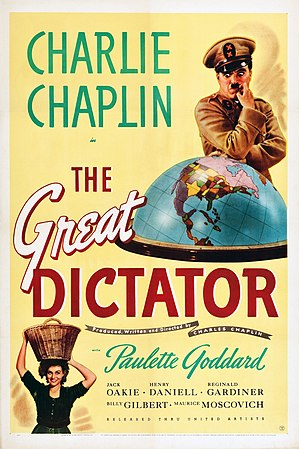 CHARLIE
CHAPLIN
in
THE
Great
DICTATOR
Produced, Written and Directed by CHARLES CHAPLIN
with Paulette Goddard
JACK OAKIE · HENRY DANIELL · REGINALD GARDINER
BILLY GILBERT · MAURICE MOSCOVICH
RELEASED THRU UNITED ARTISTS